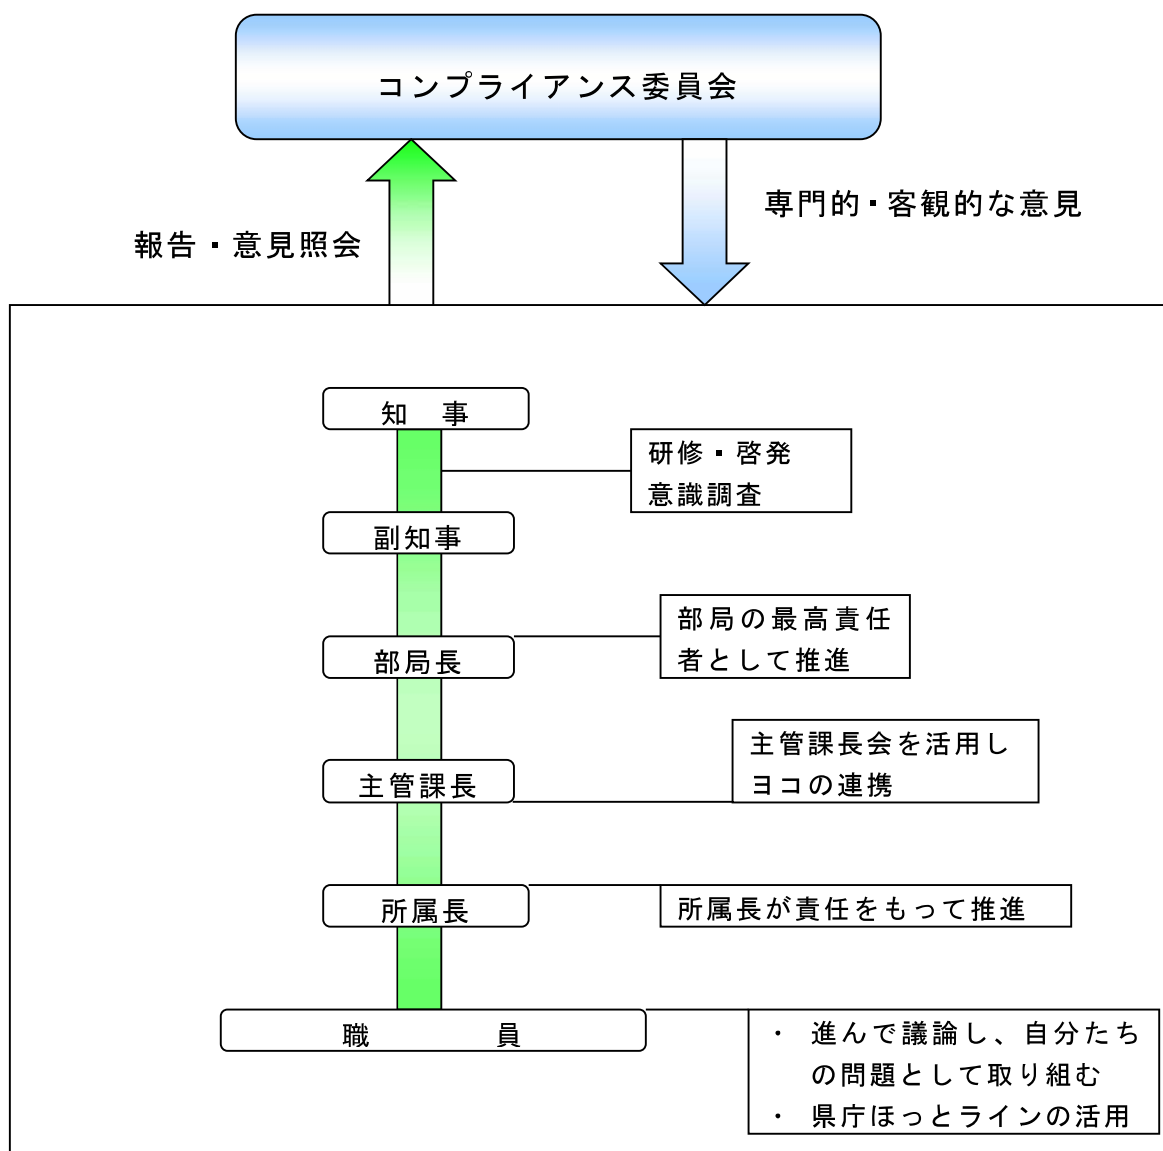 コンプライアンス委員会
専門的・客観的な意見
報告・意見照会
知　事
研修・啓発
意識調査
副知事
部局の最高責任
者として推進
部局長
主管課長会を活用し
ヨコの連携
主管課長
所属長
所属長が責任をもって推進
職　　　　員
・ 進んで議論し、自分たち
の問題として取り組む
・ 県庁ほっとラインの活用